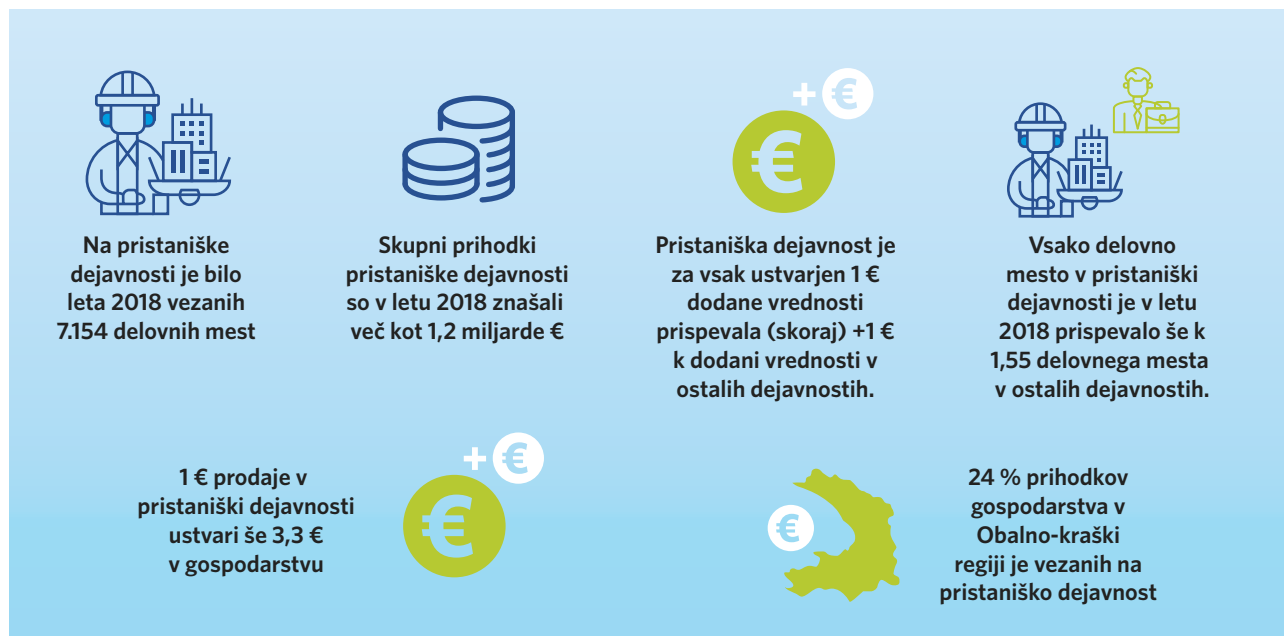 + €
€
€
Na pristaniške
dejavnosti je bilo
leta 2018 vezanih
7.154 delovnih mest
Skupni prihodki
pristaniške dejavnosti
so v letu 2018 znašali
več kot 1,2 miljarde €
Pristaniška dejavnost je
za vsak ustvarjen 1 €
dodane vrednosti
prispevala (skoraj) +1 €
k dodani vrednosti v
ostalih dejavnostih.
Vsako delovno
mesto v pristaniški
dejavnosti je v letu
2018 prispevalo še k
1,55 delovnega mesta
v ostalih dejavnostih.
1 € prodaje v
pristaniški dejavnosti
ustvari še 3,3 €
v gospodarstvu
+ €
€
24 % prihodkov
gospodarstva v
Obalno-kraški
regiji je vezanih na
pristaniško dejavnost